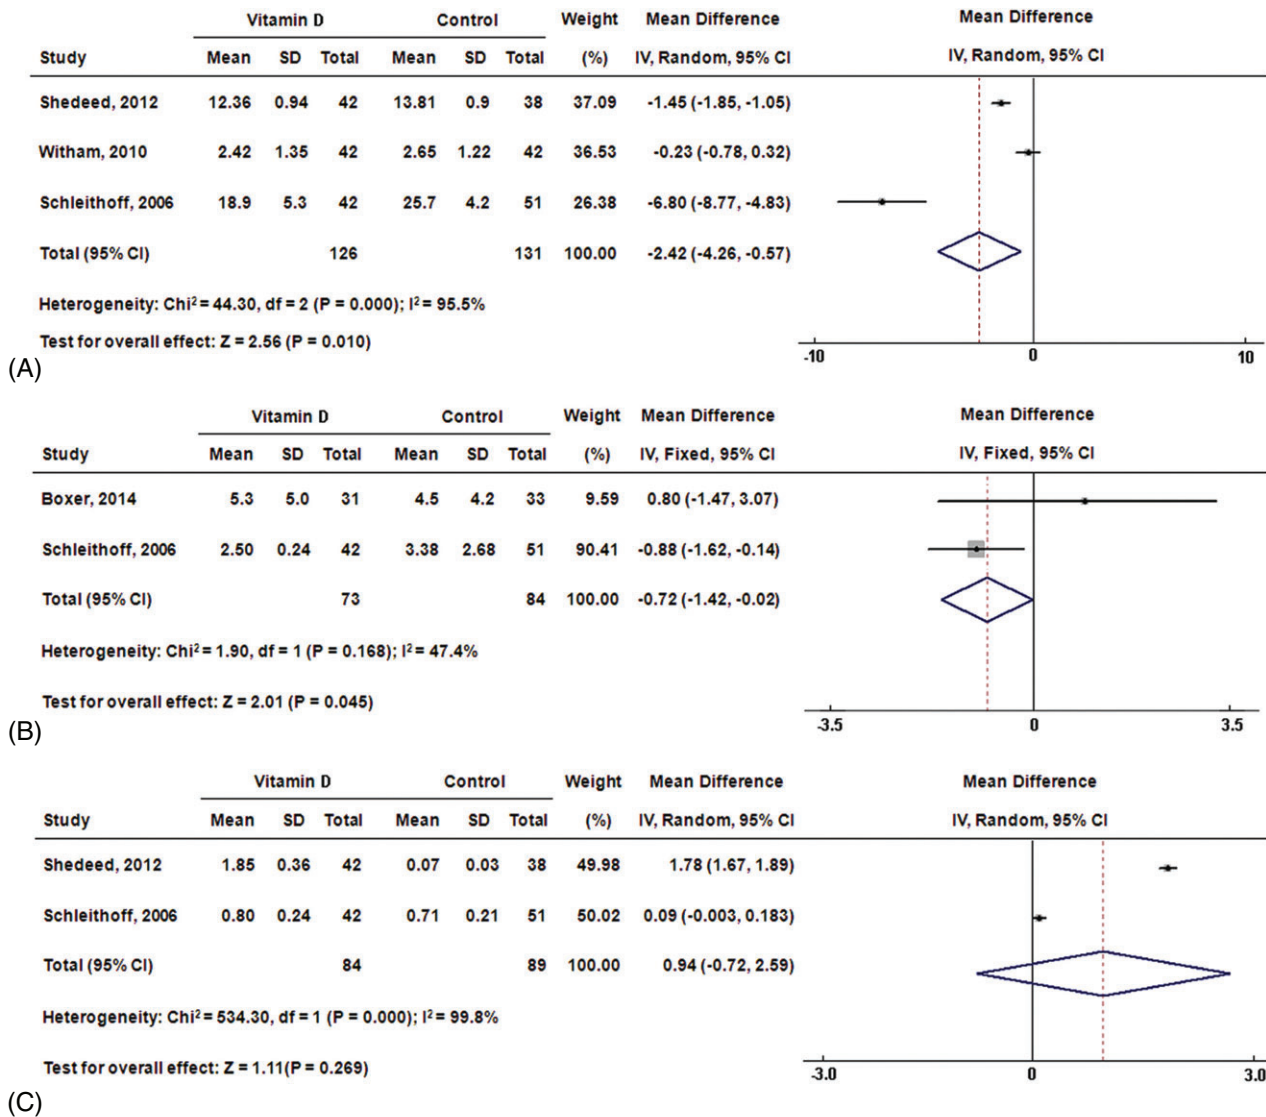 Vitamin D Control Weight Mean Difference Mean Difference
Study Mean SD Total Mean SD Total (%) IV, Random, 95% CI IV, Random, 95% CI
Shedeed, 2012 12.36 0.94 42 13.81 0.9 38 37.09 -1.45 (-1.85, -1.05)
Witham, 2010 2.42 1.35 42 2.65 1.22 42 36.53 -0.23 (-0.78, 0.32)
Schleithoff, 2006 18.9 5.3 42 25.7 4.2 51 26.38 -6.80 (-8.77, -4.83)
Total (95% CI) 126 131 100.00 -2.42 (-4.26, -0.57)
Heterogeneity: Chi² = 44.30, df = 2 (P = 0.000); I² = 95.5%
Test for overall effect: Z = 2.56 (P = 0.010)
-10 0 10
(A)
Vitamin D Control Weight Mean Difference Mean Difference
Study Mean SD Total Mean SD Total (%) IV, Fixed, 95% CI IV, Fixed, 95% CI
Boxer, 2014 5.3 5.0 31 4.5 4.2 33 9.59 0.80 (-1.47, 3.07)
Schleithoff, 2006 2.50 0.24 42 3.38 2.68 51 90.41 -0.88 (-1.62, -0.14)
Total (95% CI) 73 84 100.00 -0.72 (-1.42, -0.02)
Heterogeneity: Chi² = 1.90, df = 1 (P = 0.168); I² = 47.4%
Test for overall effect: Z = 2.01 (P = 0.045)
-3.5 0 3.5
(B)
Vitamin D Control Weight Mean Difference Mean Difference
Study Mean SD Total Mean SD Total (%) IV, Random, 95% CI IV, Random, 95% CI
Shedeed, 2012 1.85 0.36 42 0.07 0.03 38 49.98 1.78 (1.67, 1.89)
Schleithoff, 2006 0.80 0.24 42 0.71 0.21 51 50.02 0.09 (-0.003, 0.183)
Total (95% CI) 84 89 100.00 0.94 (-0.72, 2.59)
Heterogeneity: Chi² = 534.30, df = 1 (P = 0.000); I² = 99.8%
Test for overall effect: Z = 1.11(P = 0.269)
-3.0 0 3.0
(C)